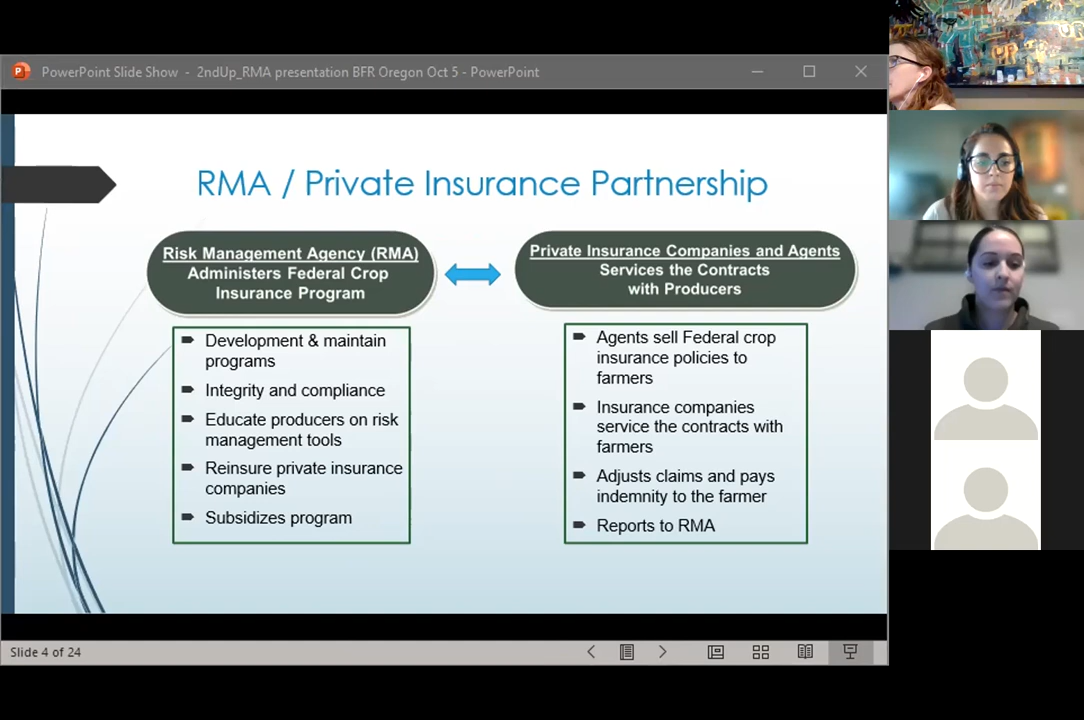 PowerPoint Slide Show - 2ndUp_RMA presentation BFR Oregon Oct 5 - PowerPoint
RMA / Private Insurance Partnership
Risk Management Agency (RMA)
Administers Federal Crop
Insurance Program
Private Insurance Companies and Agents
Services the Contracts
with Producers
Development & maintain
programs
Integrity and compliance
Educate producers on risk
management tools
Reinsure private insurance
companies
Subsidizes program
Agents sell Federal crop
insurance policies to
farmers
Insurance companies
service the contracts with
farmers
Adjusts claims and pays
indemnity to the farmer
Reports to RMA
Slide 4 of 24